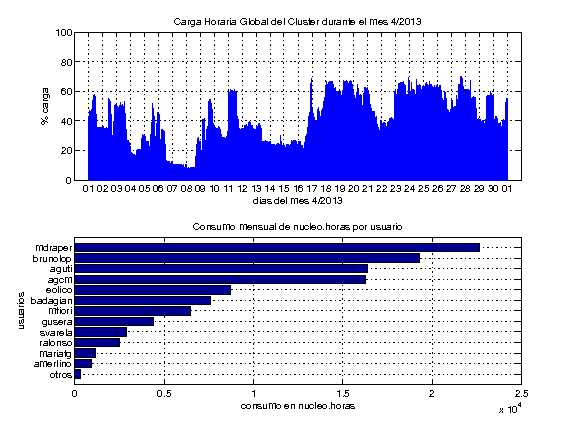 Carga Horaria Global del Cluster durante el mes 4/2013
100
80
60
40
20
0
% carga
01 02 03 04 05 06 07 08 09 10 11 12 13 14 15 16 17 18 19 20 21 22 23 24 25 26 27 28 29 30 01
dias del mes 4/2013
Consumo mensual de nucleo.horas por usuario
usuarios
mdraper
brunolop
aguti
agcm
eolico
badagian
mfiori
gusera
svarela
ralonso
mariafg
amerlino
otros
0 0.5 1 1.5 2 2.5
x 10^4
consumo en nucleo.horas